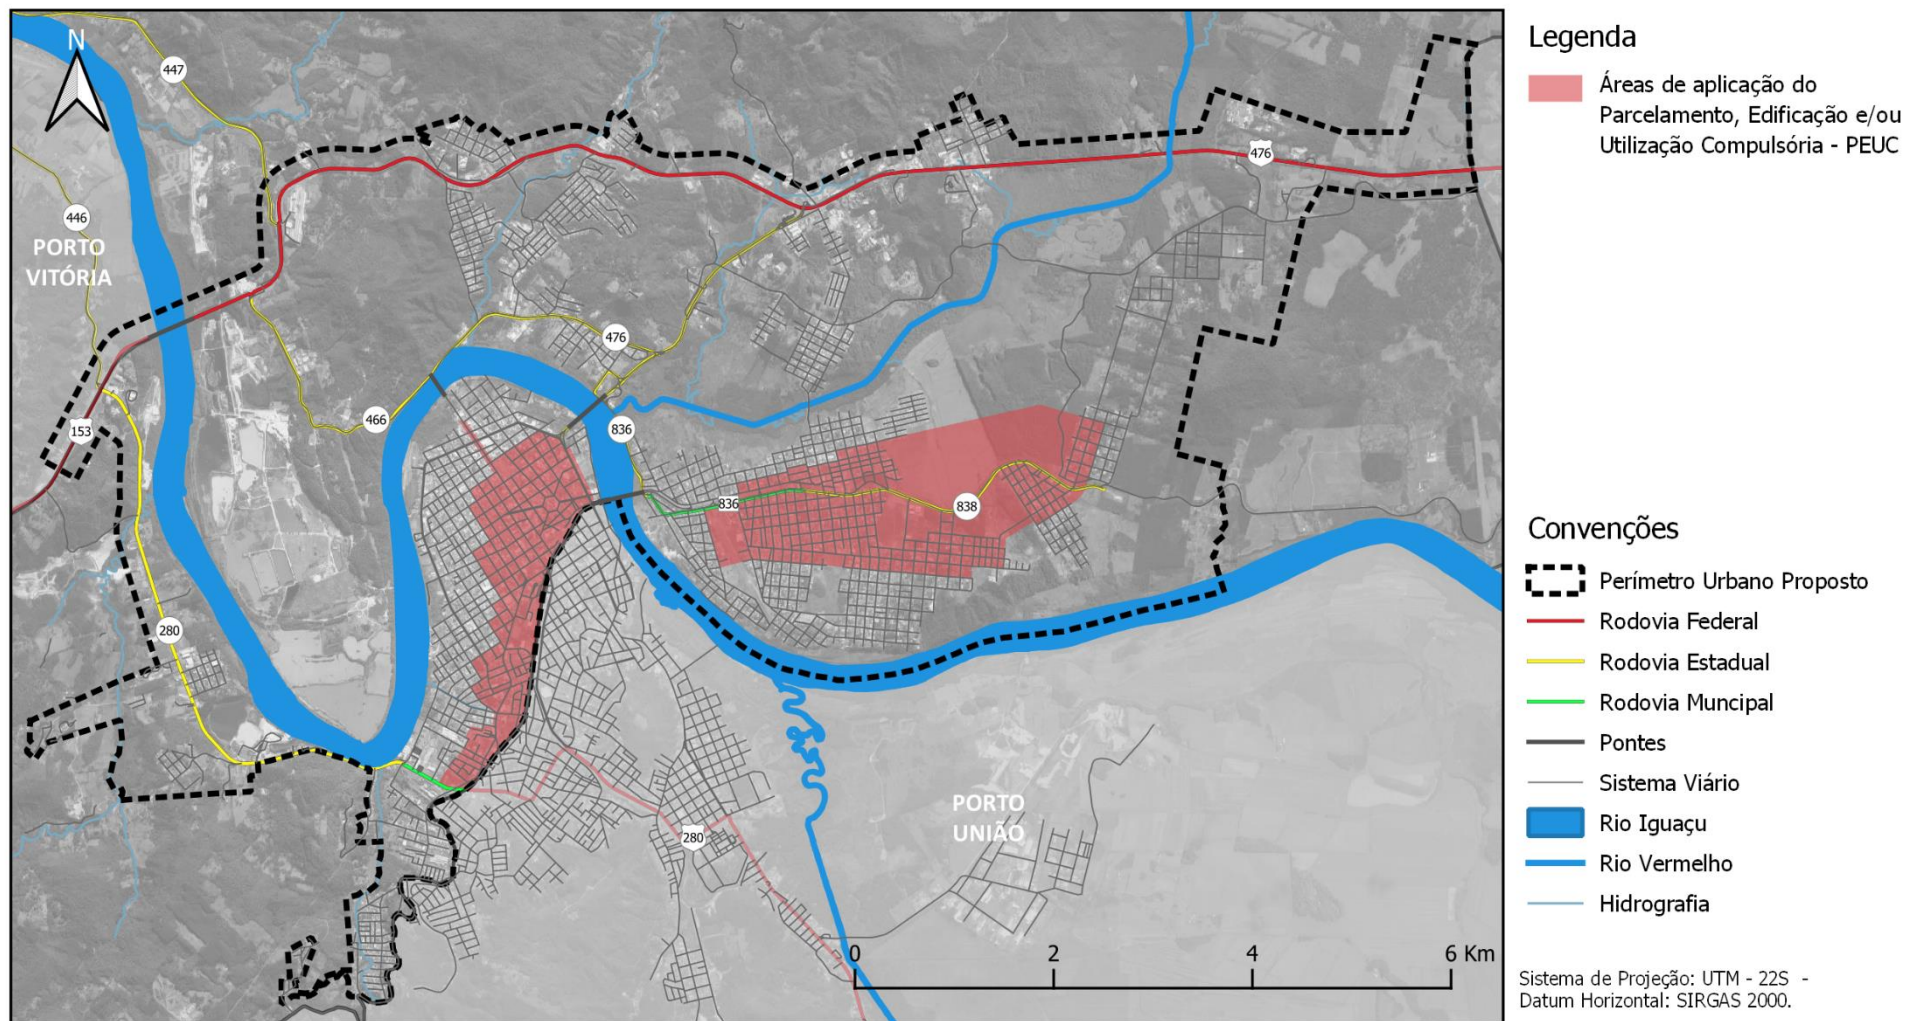 N
447
446
PORTO
VITÓRIA
476
476
466
153
836
836
838
280
PORTO
UNIÃO
280
0 2 4 6 Km
Legenda
Áreas de aplicação do
Parcelamento, Edificação e/ou
Utilização Compulsória - PEUC
Convenções
Perímetro Urbano Proposto
Rodovia Federal
Rodovia Estadual
Rodovia Muncipal
Pontes
Sistema Viário
Rio Iguaçu
Rio Vermelho
Hidrografia
Sistema de Projeção: UTM - 22S -
Datum Horizontal: SIRGAS 2000.